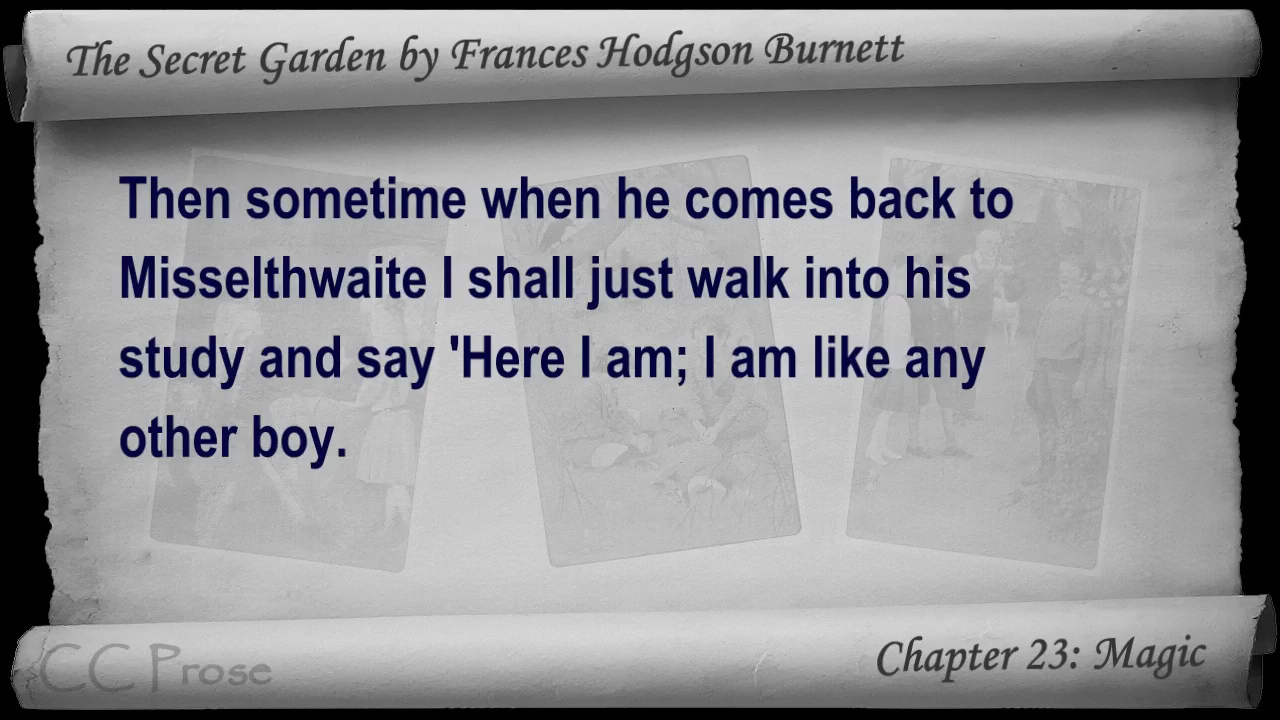 The Secret Garden by Frances Hodgson Burnett
Then sometime when he comes back to
Misselthwaite I shall just walk into his
study and say 'Here I am; I am like any
other boy.
CC Prose
Chapter 23: Magic